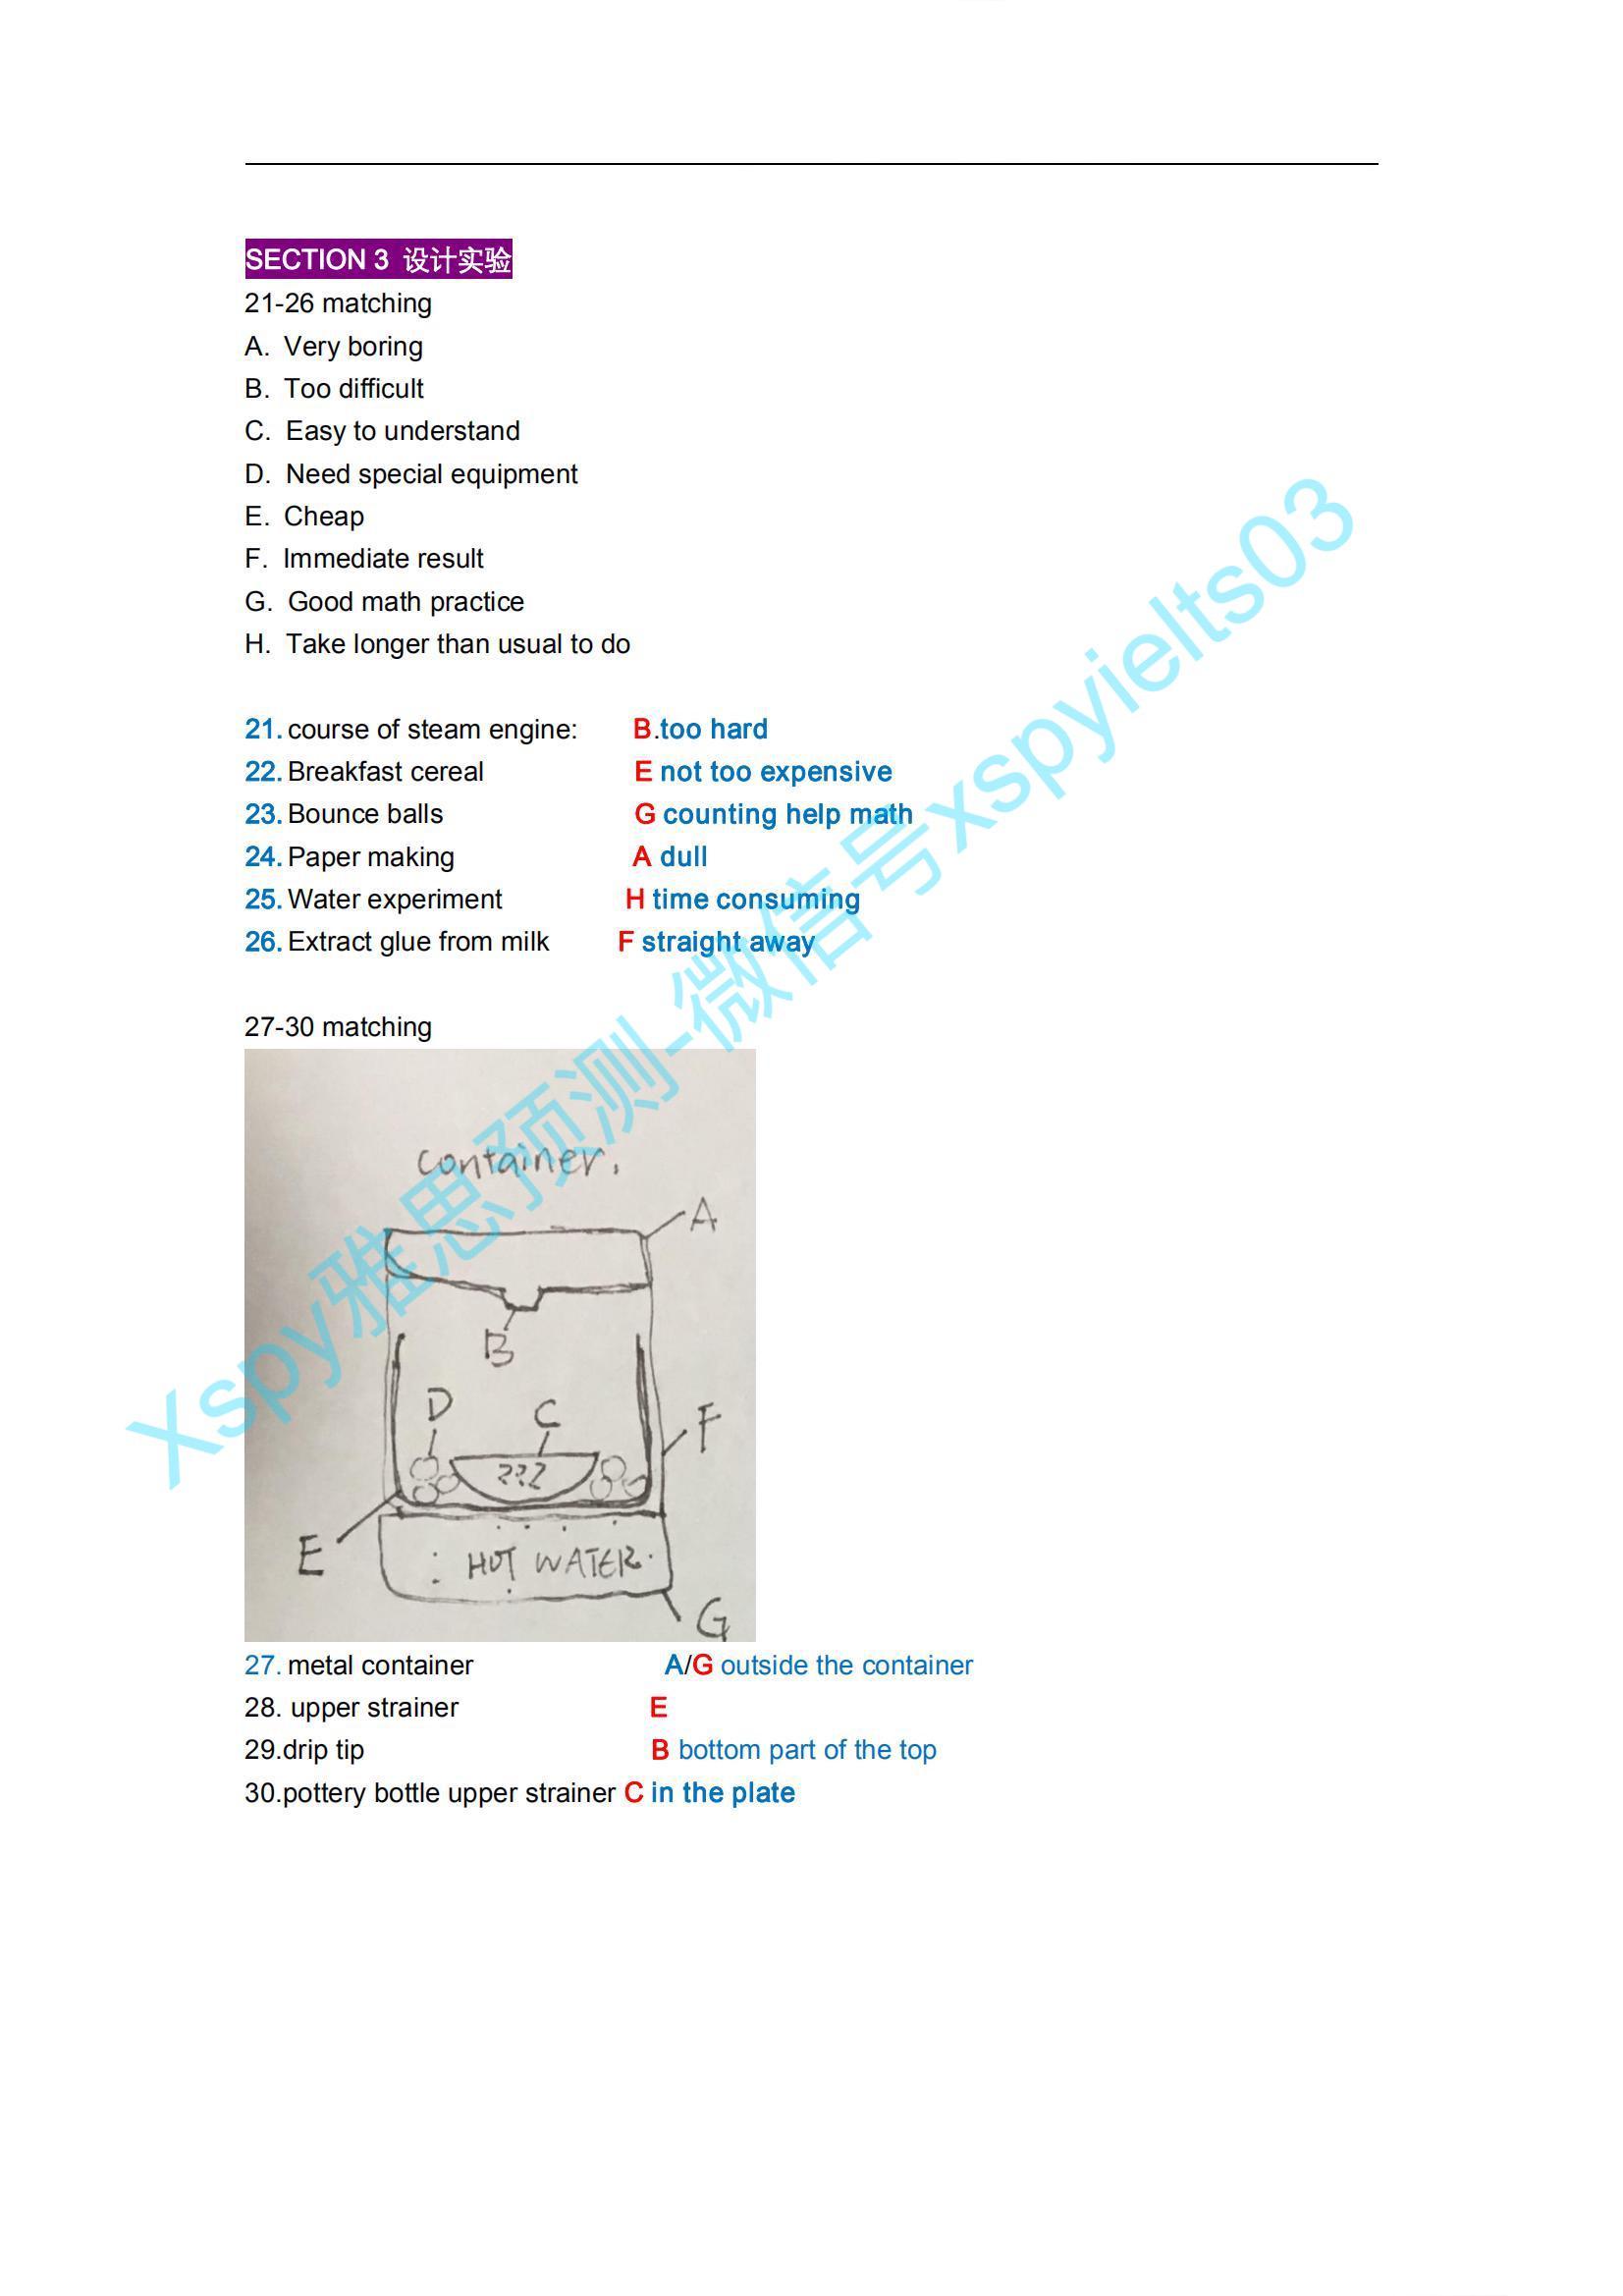 SECTION 3 设计实验
21-26 matching
A. Very boring
B. Too difficult
C. Easy to understand
D. Need special equipment
E. Cheap
F. Immediate result
G. Good math practice
H. Take longer than usual to do
21. course of steam engine: B.too hard
22. Breakfast cereal E not too expensive
23. Bounce balls G counting help math
24. Paper making A dull
25. Water experiment H time consuming
26. Extract glue from milk F straight away
27-30 matching
container.
A
B
D
C
F
???
E
HOT WATER.
G
27. metal container A/G outside the container
28. upper strainer E
29.drip tip B bottom part of the top
30.pottery bottle upper strainer C in the plate
Xspy雅思预测-微信号xspyielts03